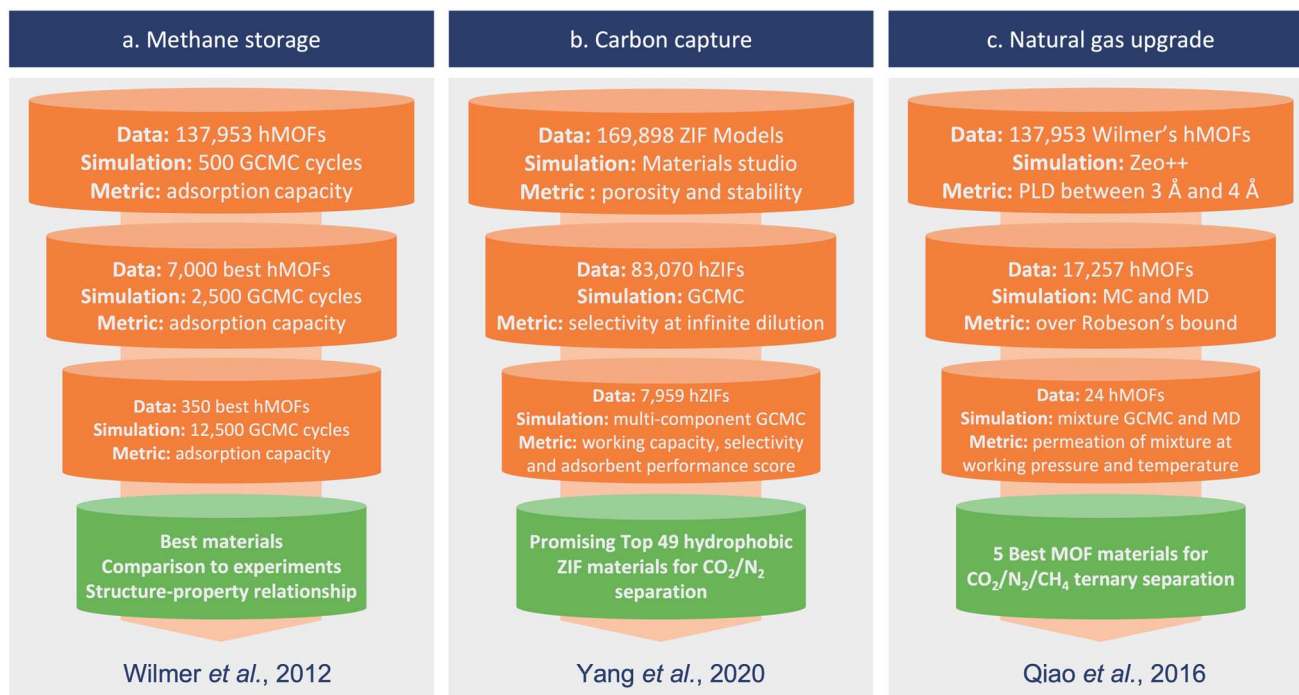 a. Methane storage
Data: 137,953 hMOFs
Simulation: 500 GCMC cycles
Metric: adsorption capacity
Data: 7,000 best hMOFs
Simulation: 2,500 GCMC cycles
Metric: adsorption capacity
Data: 350 best hMOFs
Simulation: 12,500 GCMC cycles
Metric: adsorption capacity
Best materials
Comparison to experiments
Structure-property relationship
Wilmer et al., 2012
b. Carbon capture
Data: 169,898 ZIF Models
Simulation: Materials studio
Metric : porosity and stability
Data: 83,070 hZIFs
Simulation: GCMC
Metric: selectivity at infinite dilution
Data: 7,959 hZIFs
Simulation: multi-component GCMC
Metric: working capacity, selectivity
and adsorbent performance score
Promising Top 49 hydrophobic
ZIF materials for CO₂/N₂
separation
Yang et al., 2020
c. Natural gas upgrade
Data: 137,953 Wilmer’s hMOFs
Simulation: Zeo++
Metric: PLD between 3 Å and 4 Å
Data: 17,257 hMOFs
Simulation: MC and MD
Metric: over Robeson’s bound
Data: 24 hMOFs
Simulation: mixture GCMC and MD
Metric: permeation of mixture at
working pressure and temperature
5 Best MOF materials for
CO₂/N₂/CH₄ ternary separation
Qiao et al., 2016